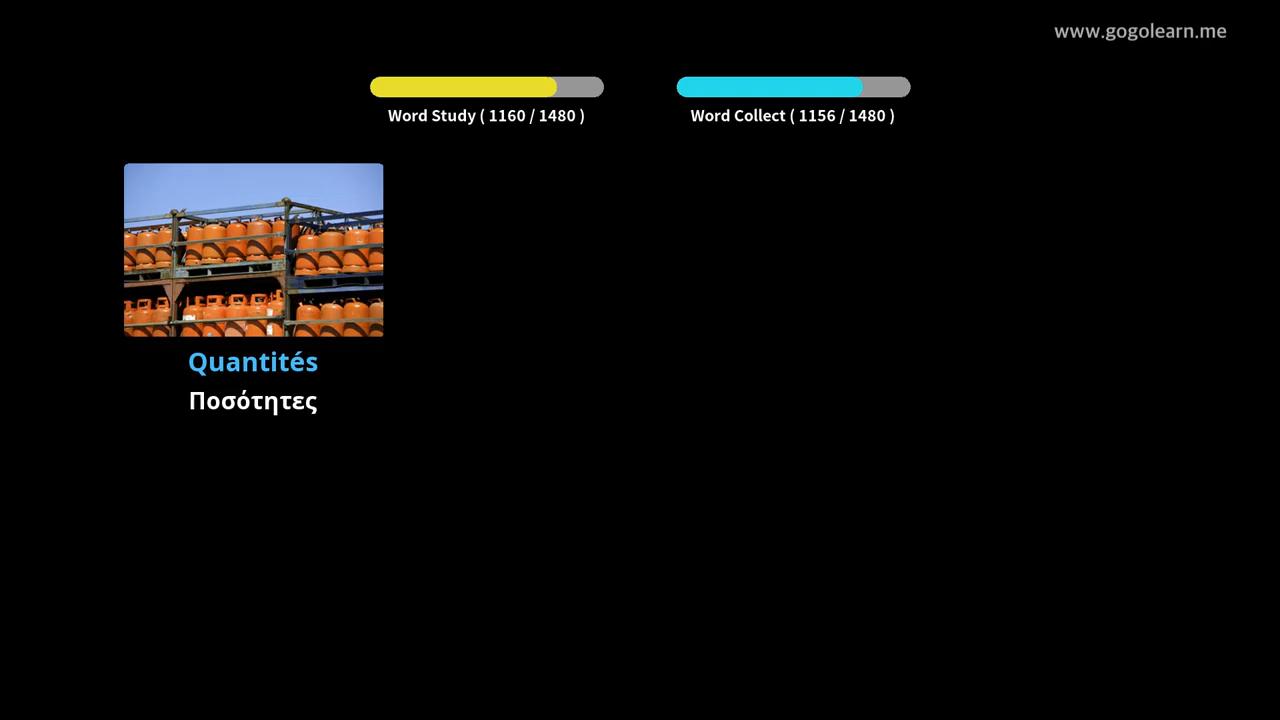 www.gogolearn.me
Word Study ( 1160 / 1480 )
Word Collect ( 1156 / 1480 )
Quantités
Ποσότητες